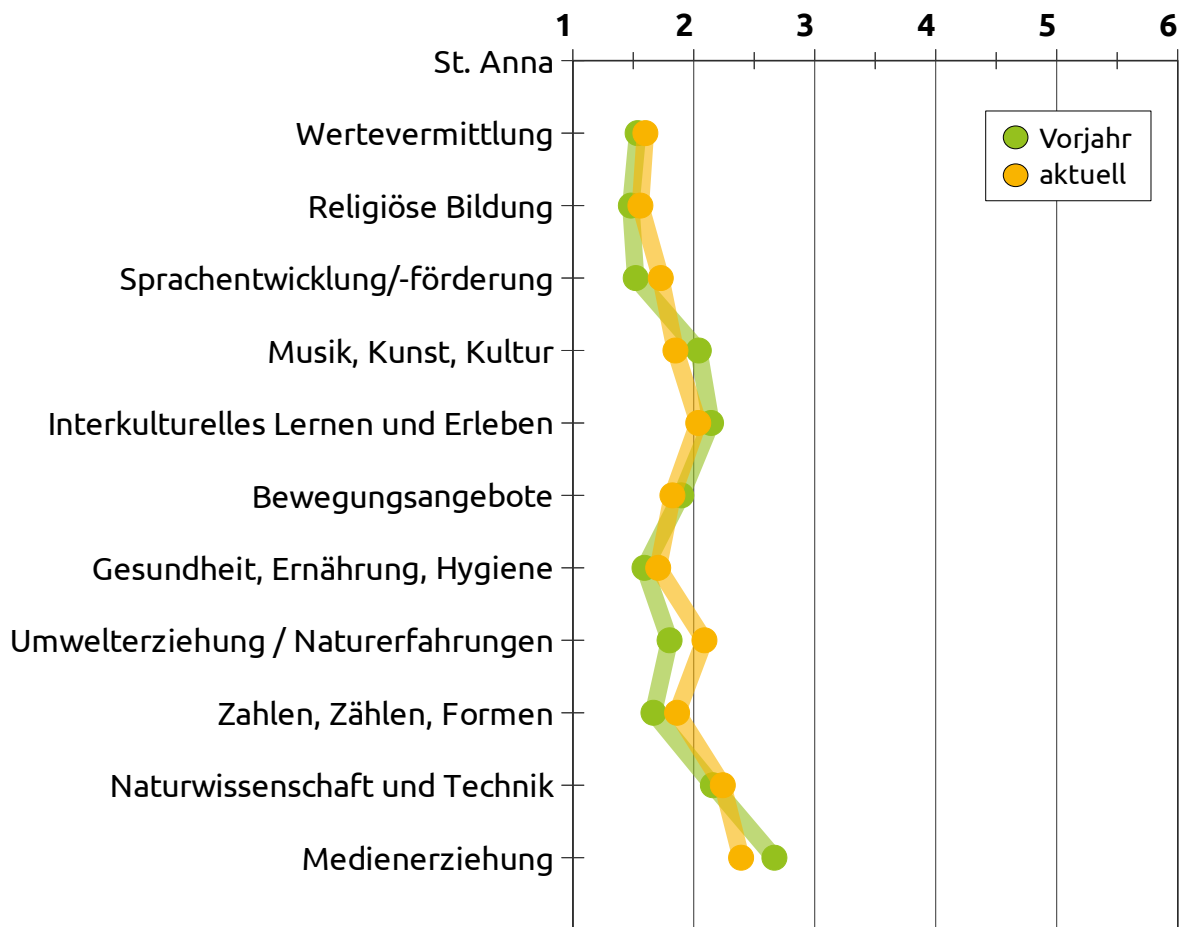 1 2 3 4 5 6
St. Anna
Wertevermittlung
Vorjahr
aktuell
Religiöse Bildung
Sprachentwicklung/-förderung
Musik, Kunst, Kultur
Interkulturelles Lernen und Erleben
Bewegungsangebote
Gesundheit, Ernährung, Hygiene
Umwelterziehung / Naturerfahrungen
Zahlen, Zählen, Formen
Naturwissenschaft und Technik
Medienerziehung